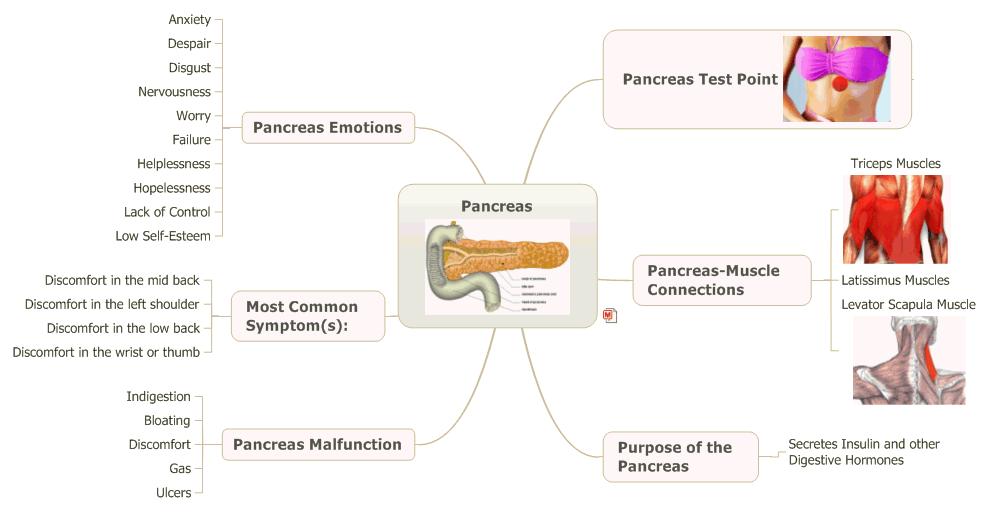 Anxiety
Despair
Disgust
Nervousness
Worry
Failure
Helplessness
Hopelessness
Lack of Control
Low Self-Esteem
Pancreas Emotions
Discomfort in the mid back
Discomfort in the left shoulder
Discomfort in the low back
Discomfort in the wrist or thumb
Most Common
Symptom(s):
Indigestion
Bloating
Discomfort
Gas
Ulcers
Pancreas Malfunction
Pancreas
Pancreas Test Point
Pancreas-Muscle
Connections
Triceps Muscles
Latissimus Muscles
Levator Scapula Muscle
Purpose of the
Pancreas
Secretes Insulin and other
Digestive Hormones
M